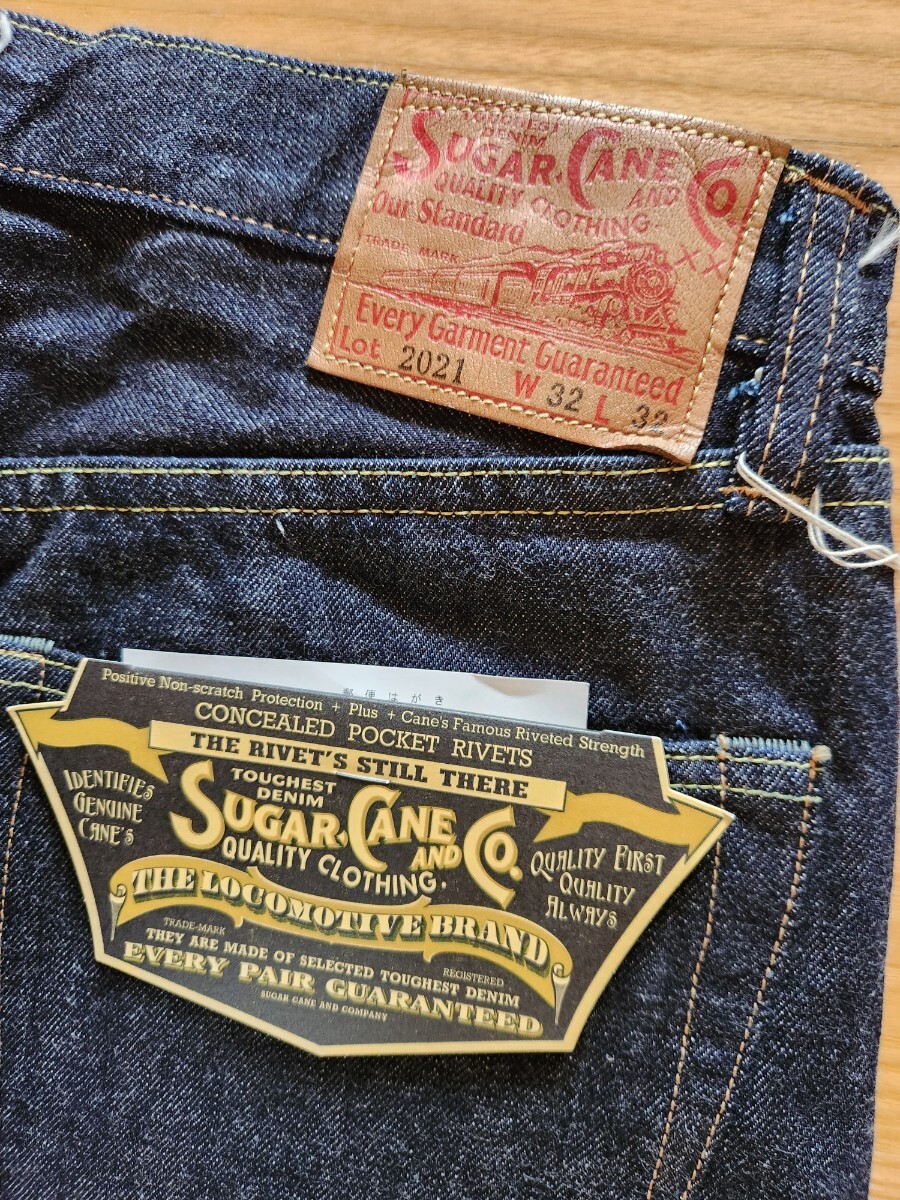 TOUGHEST
DENIM
SUGAR CANE
AND CO
QUALITY CLOTHING.
Our Standard
TRADE MARK
XX
Every Garment Guaranteed
Lot 2021 W 32 L 32
郵便はがき
Positive Non-scratch Protection + Plus + Cane's Famous Riveted Strength
CONCEALED POCKET RIVETS
THE RIVET'S STILL THERE
IDENTIFIES
GENUINE
CANE'S
TOUGHEST
DENIM
SUGAR CANE
AND CO.
QUALITY CLOTHING.
QUALITY FIRST
QUALITY
ALWAYS
THE LOCOMOTIVE BRAND
TRADE-MARK
REGISTERED
THEY ARE MADE OF SELECTED TOUGHEST DENIM
EVERY PAIR GUARANTEED
SUGAR CANE AND COMPANY